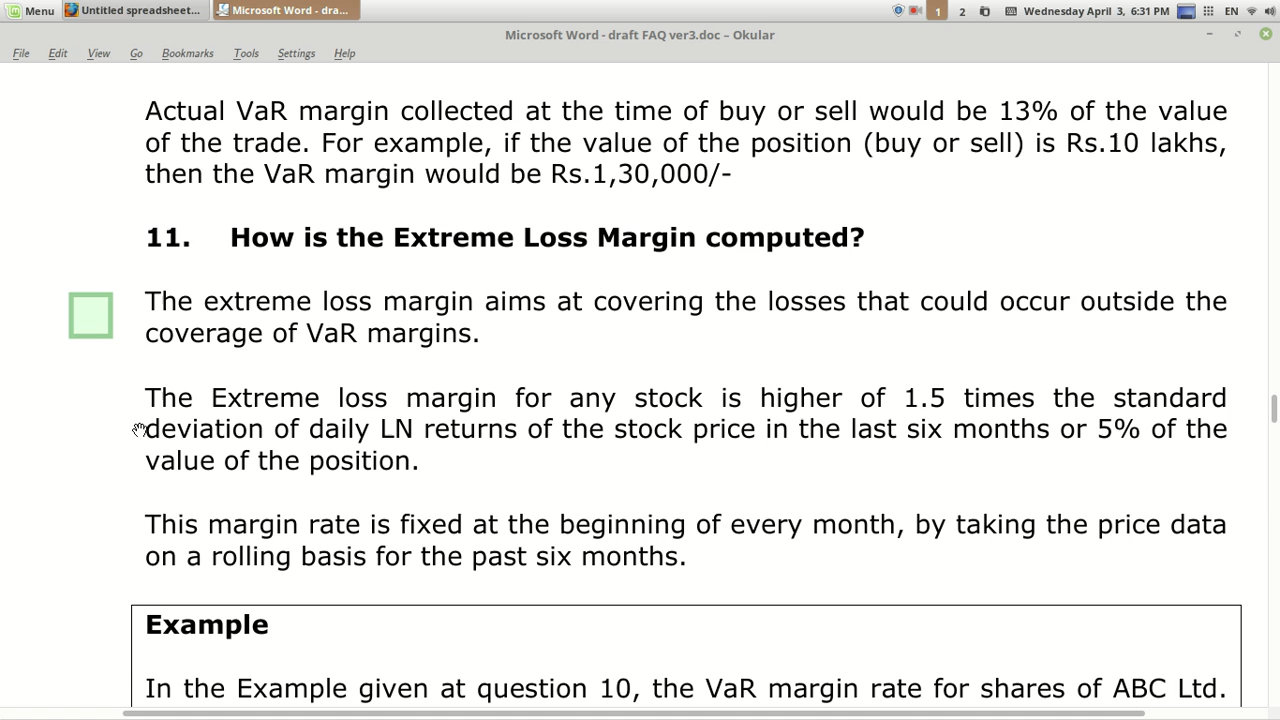 Menu Untitled spreadsheet... Microsoft Word - dra... 1 2 Wednesday April 3, 6:31 PM EN
Microsoft Word - draft FAQ ver3.doc – Okular
File Edit View Go Bookmarks Tools Settings Help
Actual VaR margin collected at the time of buy or sell would be 13% of the value
of the trade. For example, if the value of the position (buy or sell) is Rs.10 lakhs,
then the VaR margin would be Rs.1,30,000/-
11. How is the Extreme Loss Margin computed?
The extreme loss margin aims at covering the losses that could occur outside the
coverage of VaR margins.
The Extreme loss margin for any stock is higher of 1.5 times the standard
deviation of daily LN returns of the stock price in the last six months or 5% of the
value of the position.
This margin rate is fixed at the beginning of every month, by taking the price data
on a rolling basis for the past six months.
Example
In the Example given at question 10, the VaR margin rate for shares of ABC Ltd.